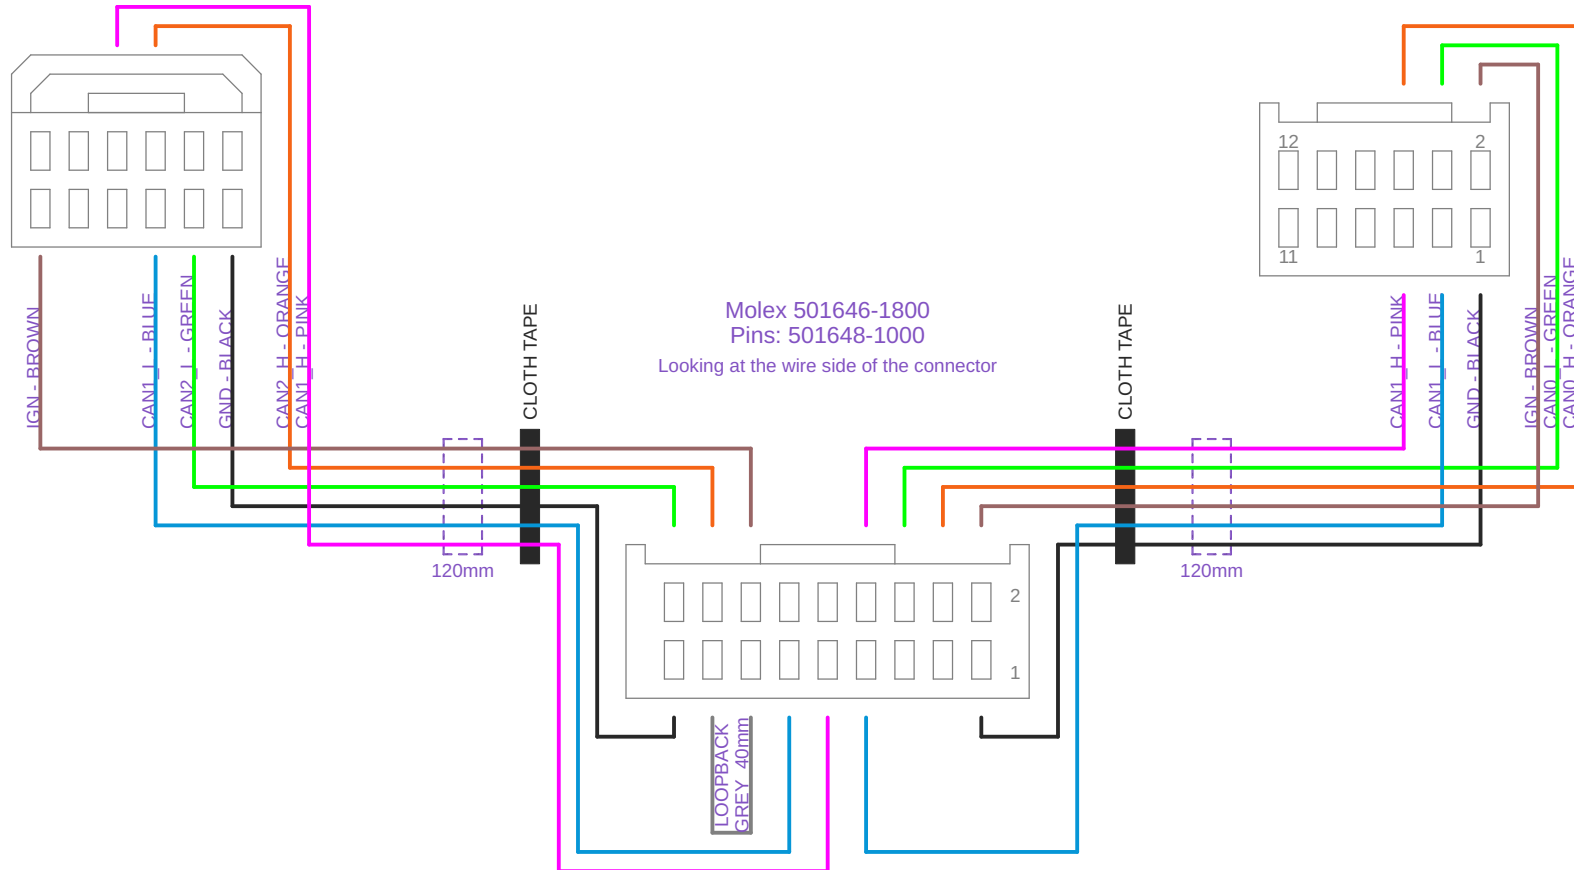 12
2
11
1
IGN - BROWN
CAN1_L - BLUE
CAN2_L - GREEN
GND - BLACK
CAN2_H - ORANGE
CAN1_H - PINK
CLOTH TAPE
Molex 501646-1800
Pins: 501648-1000
Looking at the wire side of the connector
CLOTH TAPE
CAN1_H - PINK
CAN1_L - BLUE
GND - BLACK
IGN - BROWN
CAN0_L - GREEN
CAN0_H - ORANGE
120mm
120mm
2
1
LOOPBACK
GREY 40mm